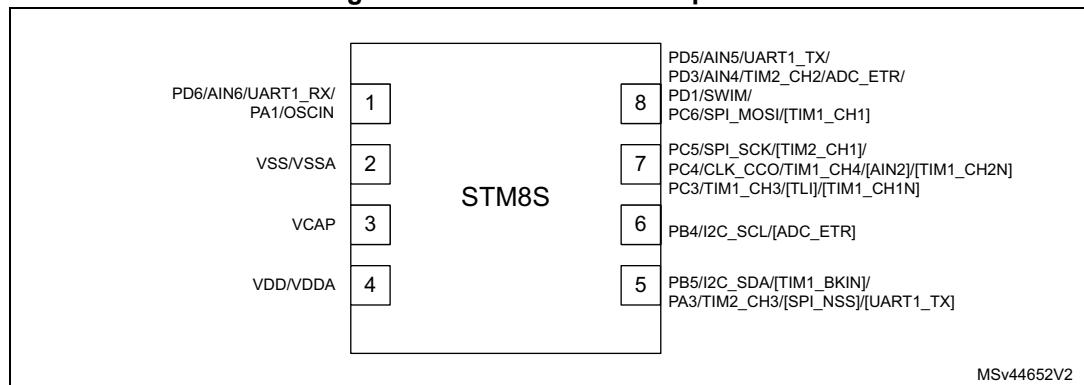 PD6/AIN6/UART1_RX/
PA1/OSCIN
1
VSS/VSSA
2
VCAP
3
VDD/VDDA
4
STM8S
8
PD5/AIN5/UART1_TX/
PD3/AIN4/TIM2_CH2/ADC_ETR/
PD1/SWIM/
PC6/SPI_MOSI/[TIM1_CH1]
7
PC5/SPI_SCK/[TIM2_CH1]/
PC4/CLK_CCO/TIM1_CH4/[AIN2]/[TIM1_CH2N]
PC3/TIM1_CH3/[TLI]/[TIM1_CH1N]
6
PB4/I2C_SCL/[ADC_ETR]
5
PB5/I2C_SDA/[TIM1_BKIN]/
PA3/TIM2_CH3/[SPI_NSS]/[UART1_TX]
MSv44652V2